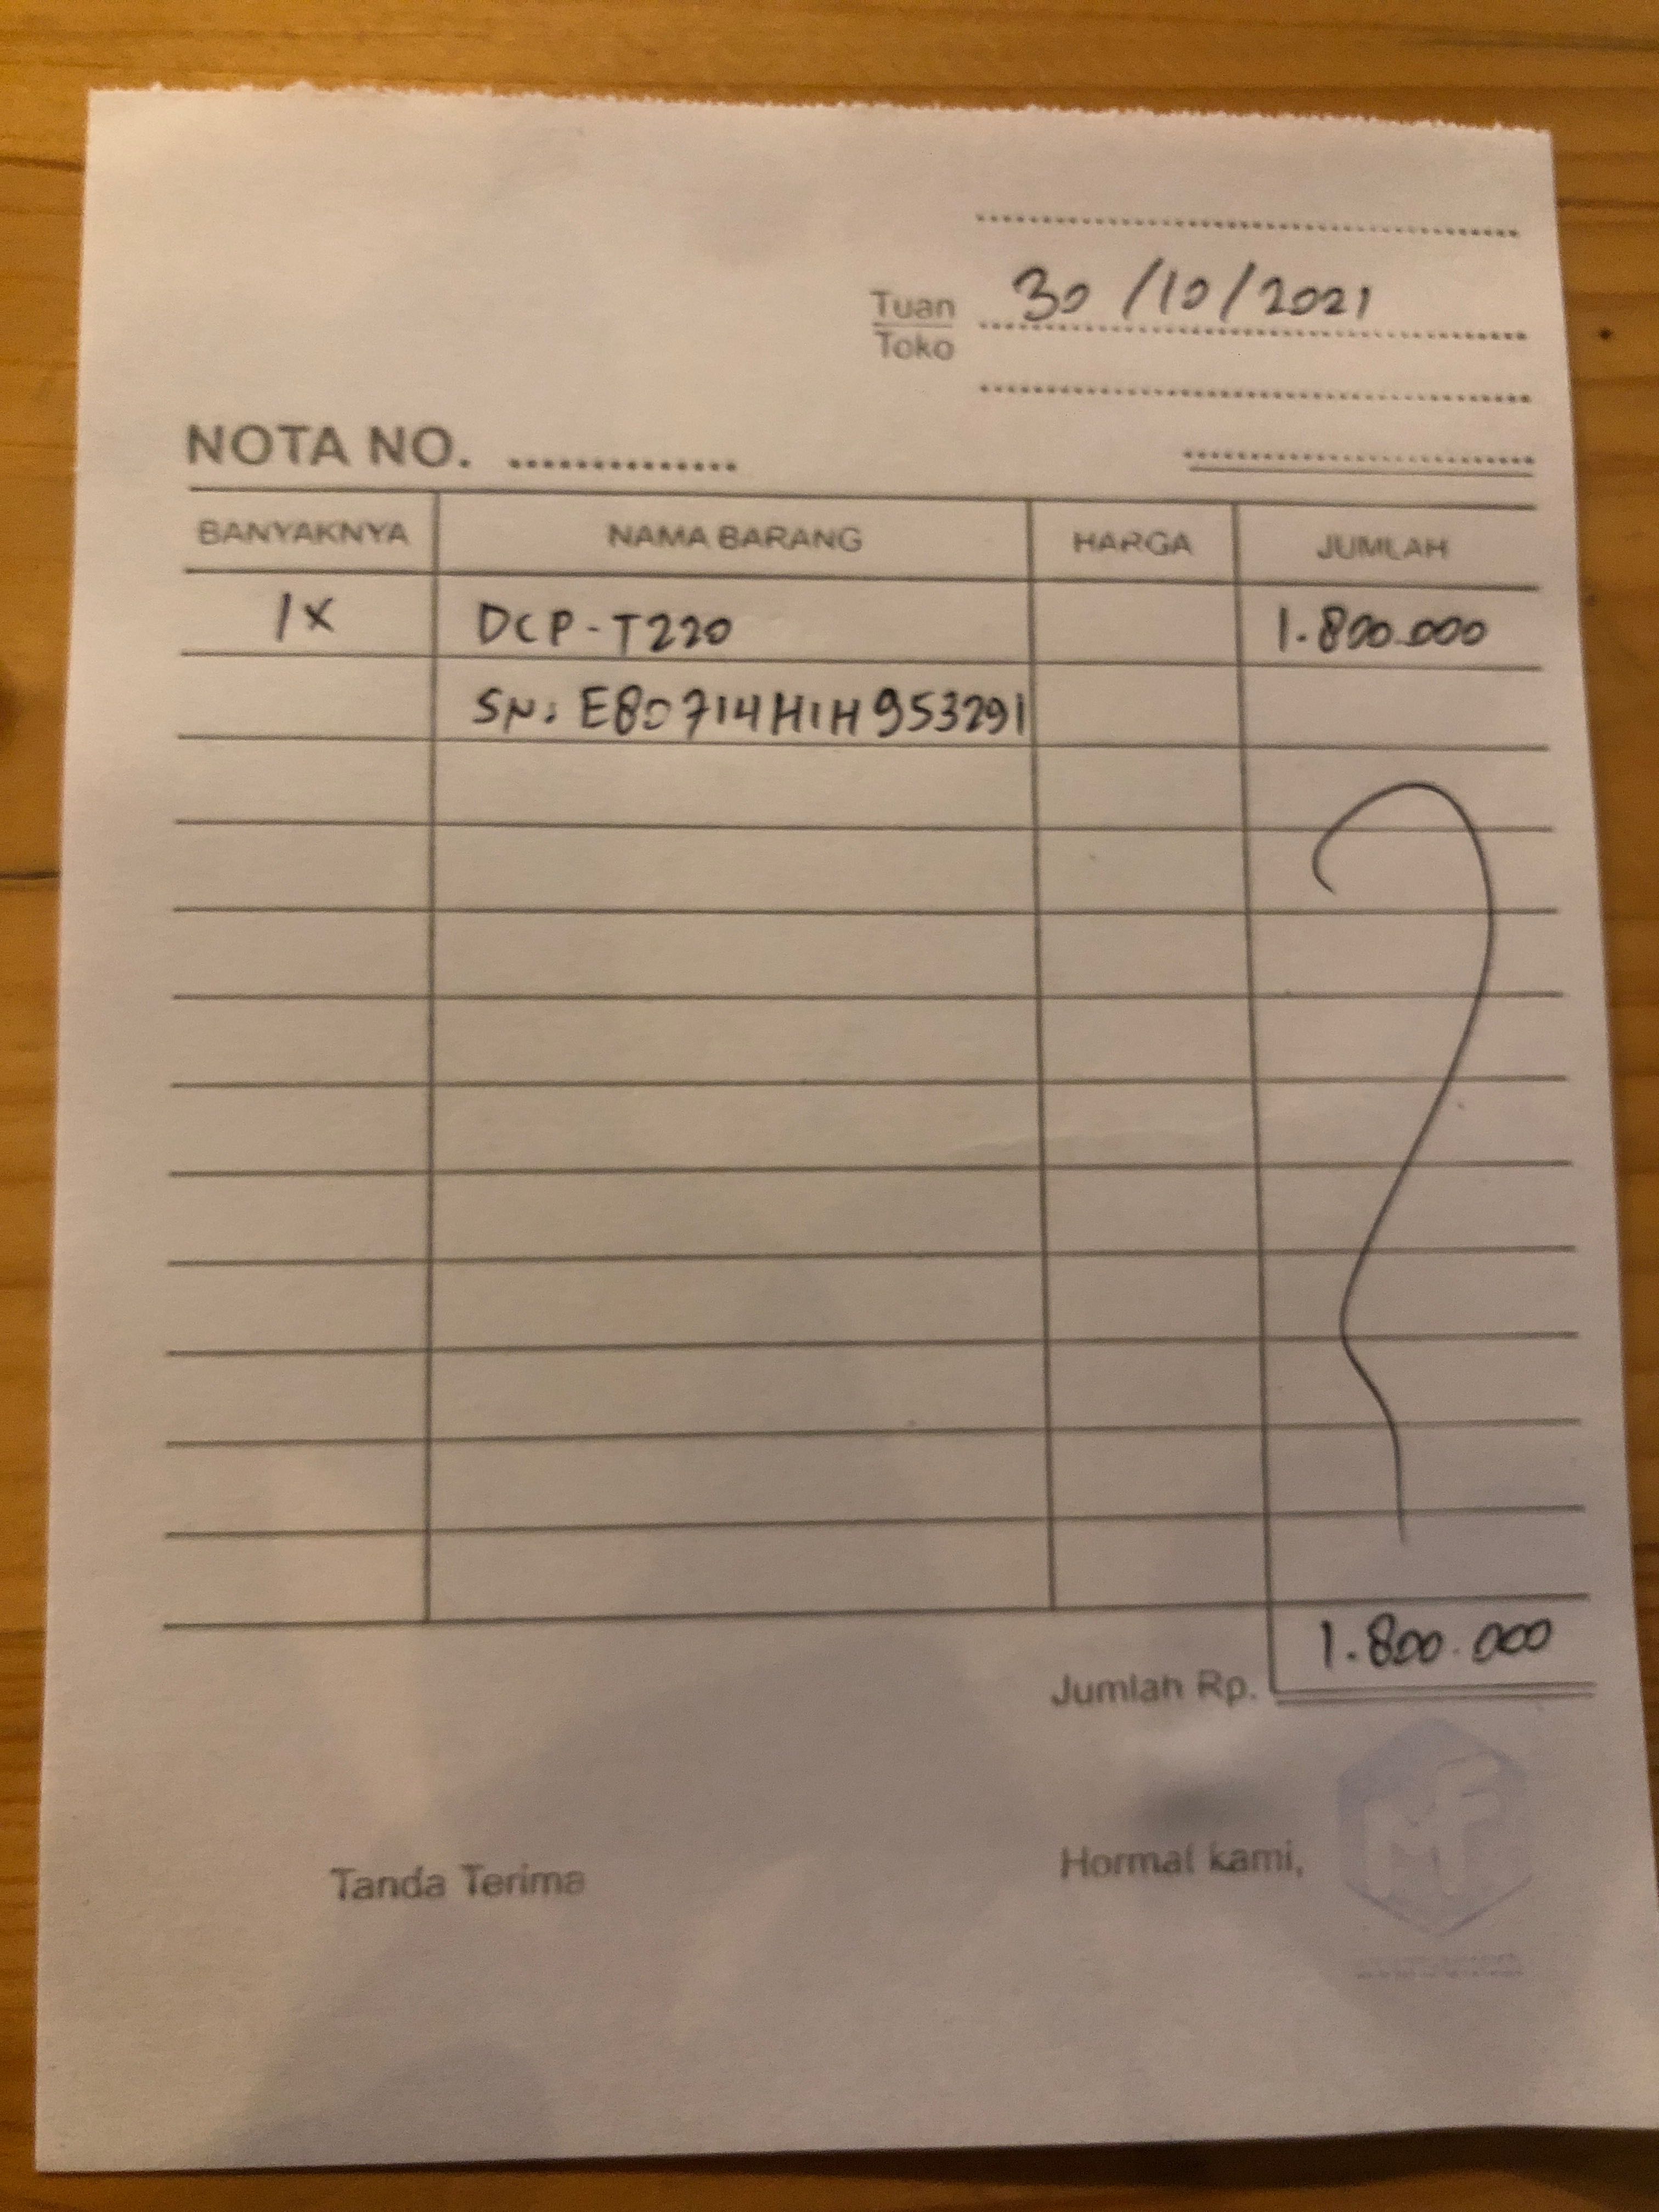 30/10/2021
Tuan
Toko
NOTA NO.
BANYAKNYA NAMA BARANG HARGA JUMLAH
1x DCP-T220 1.800.000
SN: E80714H1H953291
Jumlah Rp. 1.800.000
Tanda Terima Hormat kami,
MF